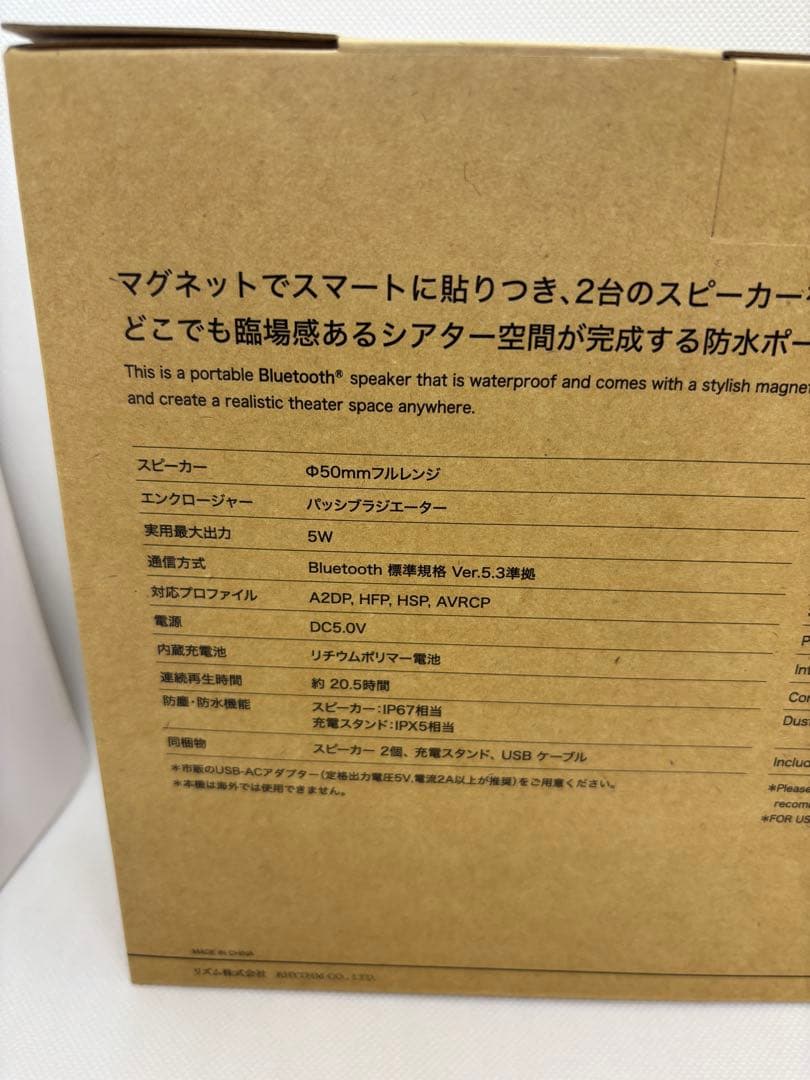 マグネットでスマートに貼りつき、2台のスピーカー
どこでも臨場感あるシアター空間が完成する防水ポー
This is a portable Bluetooth® speaker that is waterproof and comes with a stylish magne
and create a realistic theater space anywhere.
スピーカー Φ50mmフルレンジ
エンクロージャー パッシブラジエーター
実用最大出力 5W
通信方式 Bluetooth 標準規格 Ver.5.3準拠
対応プロファイル A2DP, HFP, HSP, AVRCP
電源 DC5.0V
内蔵充電池 リチウムポリマー電池
連続再生時間 約 20.5時間
防塵・防水機能 スピーカー:IP67相当
充電スタンド:IPX5相当
同梱物 スピーカー 2個、充電スタンド、USB ケーブル
*市販のUSB-ACアダプター(定格出力電圧5V、電流2A以上が推奨)をご用意ください。
*本機は海外では使用できません。
P
Int
Con
Dust
Includ
*Please
recom
*FOR US
MADE IN CHINA
リズム株式会社 RHYTHM CO., LTD.